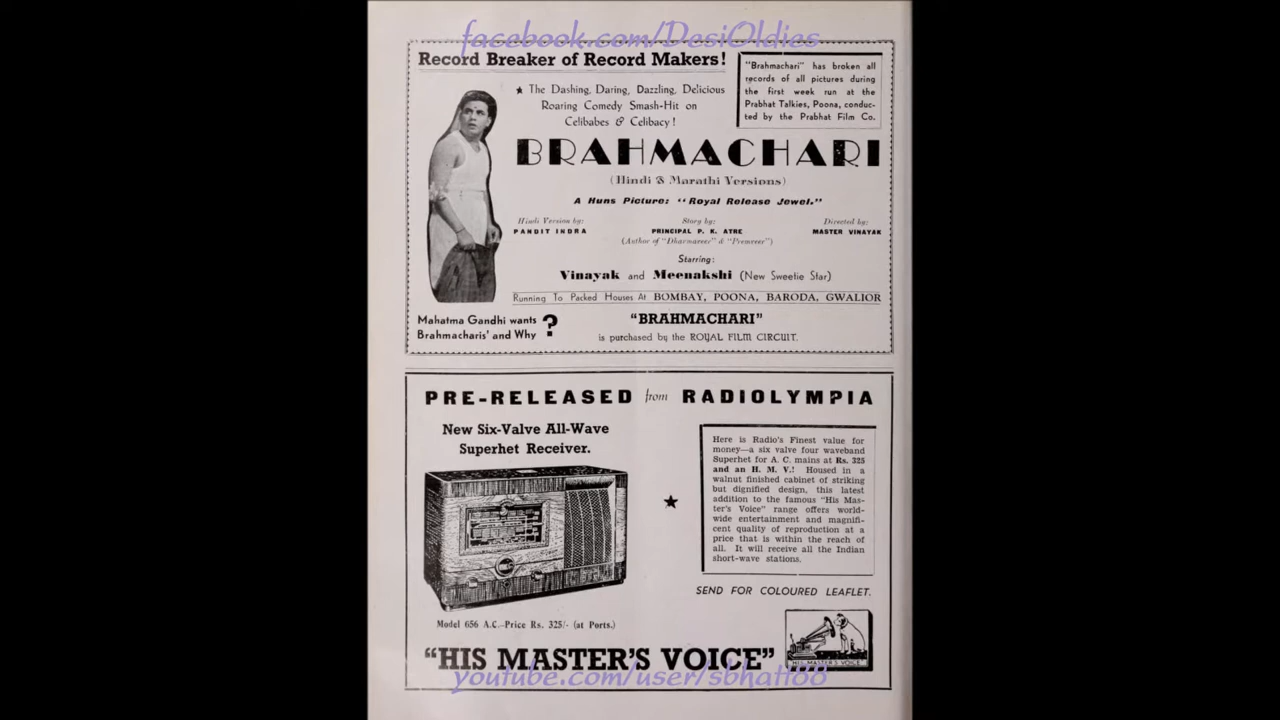 facebook.com/DesiOldies
Record Breaker of Record Makers!
"Brahmachari" has broken all
records of all pictures during
the first week run at the
Prabhat Talkies, Poona, conduc-
ted by the Prabhat Film Co.
★ The Dashing, Daring, Dazzling, Delicious
Roaring Comedy Smash-Hit on
Celibabes & Celibacy!
BRAHMACHARI
(Hindi & Marathi Versions)
A Huns Picture: "Royal Release Jewel."
Hindi Version by:
PANDIT INDRA
Story by:
PRINCIPAL P. K. ATRE
(Author of "Dharmaveer" & "Premveer")
Directed by:
MASTER VINAYAK
Starring:
Vinayak and Meenakshi (New Sweetie Star)
Running To Packed Houses At BOMBAY, POONA, BARODA, GWALIOR
Mahatma Gandhi wants
Brahmacharis' and Why ?
"BRAHMACHARI"
is purchased by the ROYAL FILM CIRCUIT.
PRE-RELEASED from RADIOLYMPIA
New Six-Valve All-Wave
Superhet Receiver.
Here is Radio's Finest value for
money—a six valve four waveband
Superhet for A. C. mains at Rs. 325
and an H. M. V.! Housed in a
walnut finished cabinet of striking
but dignified design, this latest
addition to the famous "His Mas-
ter's Voice" range offers world-
wide entertainment and magnifi-
cent quality of reproduction at a
price that is within the reach of
all. It will receive all the Indian
short-wave stations.
★
SEND FOR COLOURED LEAFLET.
Model 656 A.C.—Price Rs. 325/- (at Ports.)
"HIS MASTER'S VOICE"
"HIS MASTER'S VOICE"
youtube.com/user/sbhatt88